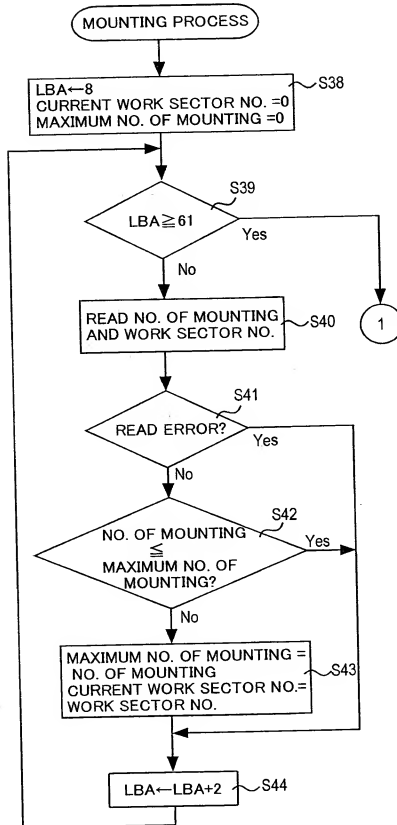 MOUNTING PROCESS
LBA←8
CURRENT WORK SECTOR NO. =0
MAXIMUM NO. OF MOUNTING =0
S38
S39
LBA≧61
Yes
No
READ NO. OF MOUNTING
AND WORK SECTOR NO.
S40
1
S41
READ ERROR?
Yes
No
S42
NO. OF MOUNTING
≦
MAXIMUM NO. OF
MOUNTING?
Yes
No
MAXIMUM NO. OF MOUNTING =
NO. OF MOUNTING
CURRENT WORK SECTOR NO.=
WORK SECTOR NO.
S43
LBA←LBA+2
S44